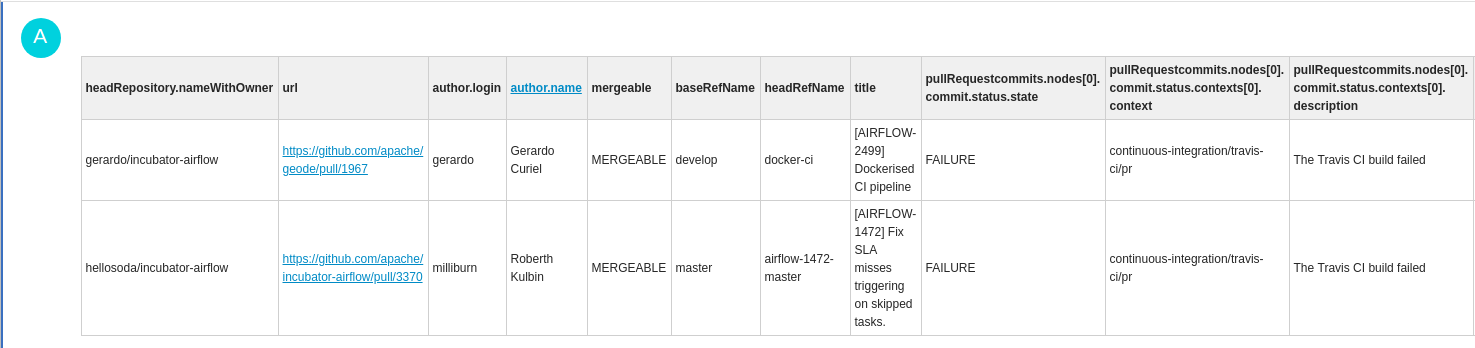 A
headRepository.nameWithOwner url author.login author.name mergeable baseRefName headRefName title pullRequestcommits.nodes[0].
commit.status.state pullRequestcommits.nodes[0].
commit.status.contexts[0].
context pullRequestcommits.nodes[0].
commit.status.contexts[0].
description
gerardo/incubator-airflow
https://github.com/apache/
geode/pull/1967
gerardo
Gerardo
Curiel
MERGEABLE
develop
docker-ci
[AIRFLOW-
2499]
Dockerised
CI pipeline
FAILURE
continuous-integration/travis-
ci/pr
The Travis CI build failed
hellosoda/incubator-airflow
https://github.com/apache/
incubator-airflow/pull/3370
milliburn
Roberth
Kulbin
MERGEABLE
master
airflow-1472-
master
[AIRFLOW-
1472] Fix
SLA
misses
triggering
on skipped
tasks.
FAILURE
continuous-integration/travis-
ci/pr
The Travis CI build failed